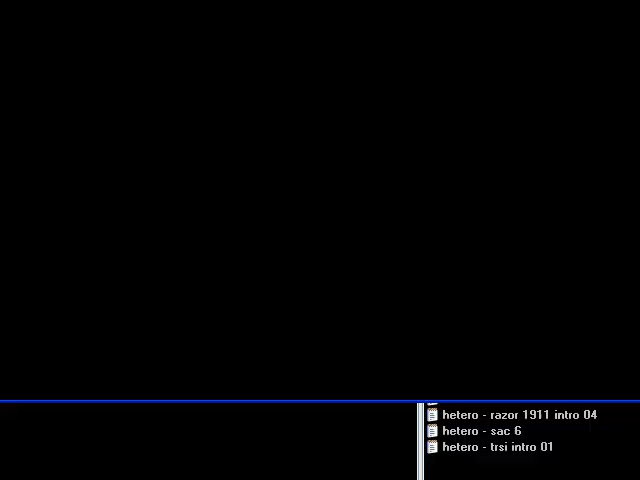 hetero - razor 1911 intro 04
hetero - sac 6
hetero - trsi intro 01